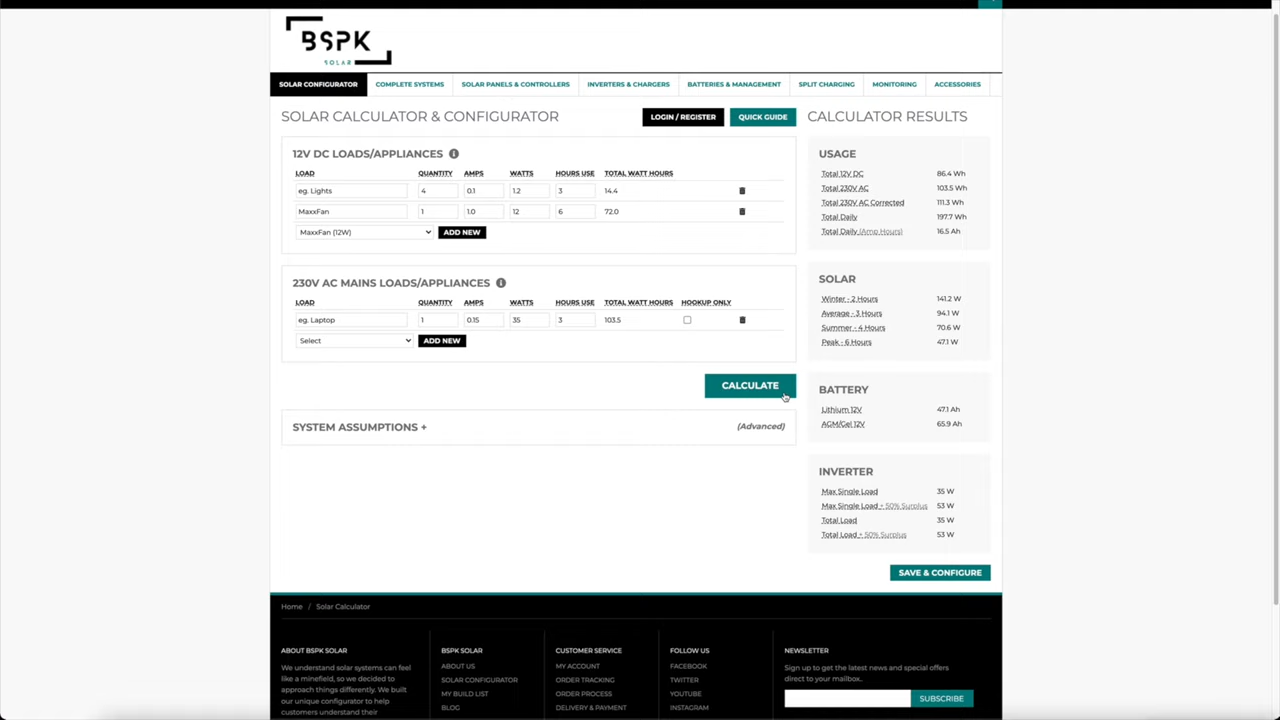 BSPK
SOLAR
SOLAR CONFIGURATOR COMPLETE SYSTEMS SOLAR PANELS & CONTROLLERS INVERTERS & CHARGERS BATTERIES & MANAGEMENT SPLIT CHARGING MONITORING ACCESSORIES
SOLAR CALCULATOR & CONFIGURATOR LOGIN / REGISTER QUICK GUIDE
12V DC LOADS/APPLIANCES
LOAD QUANTITY AMPS WATTS HOURS USE TOTAL WATT HOURS
eg. Lights 4 0.1 1.2 3 14.4
MaxxFan 1 1.0 12 6 72.0
MaxxFan (12W) ADD NEW
230V AC MAINS LOADS/APPLIANCES
LOAD QUANTITY AMPS WATTS HOURS USE TOTAL WATT HOURS HOOKUP ONLY
eg. Laptop 1 0.15 35 3 103.5
Select ADD NEW
CALCULATE
SYSTEM ASSUMPTIONS + (Advanced)
CALCULATOR RESULTS
USAGE
Total 12V DC 86.4 Wh
Total 230V AC 103.5 Wh
Total 230V AC Corrected 111.3 Wh
Total Daily 197.7 Wh
Total Daily (Amp Hours) 16.5 Ah
SOLAR
Winter - 2 Hours 141.2 W
Average - 3 Hours 94.1 W
Summer - 4 Hours 70.6 W
Peak - 6 Hours 47.1 W
BATTERY
Lithium 12V 47.1 Ah
AGM/Gel 12V 65.9 Ah
INVERTER
Max Single Load 35 W
Max Single Load + 50% Surplus 53 W
Total Load 35 W
Total Load + 50% Surplus 53 W
SAVE & CONFIGURE
Home / Solar Calculator
ABOUT BSPK SOLAR
We understand solar systems can feel
like a minefield, so we decided to
approach things differently. We built
our unique configurator to help
customers understand their
BSPK SOLAR
ABOUT US
SOLAR CONFIGURATOR
MY BUILD LIST
BLOG
CUSTOMER SERVICE
MY ACCOUNT
ORDER TRACKING
ORDER PROCESS
DELIVERY & PAYMENT
FOLLOW US
FACEBOOK
TWITTER
YOUTUBE
INSTAGRAM
NEWSLETTER
Sign up to get the latest news and special offers
direct to your mailbox..
SUBSCRIBE